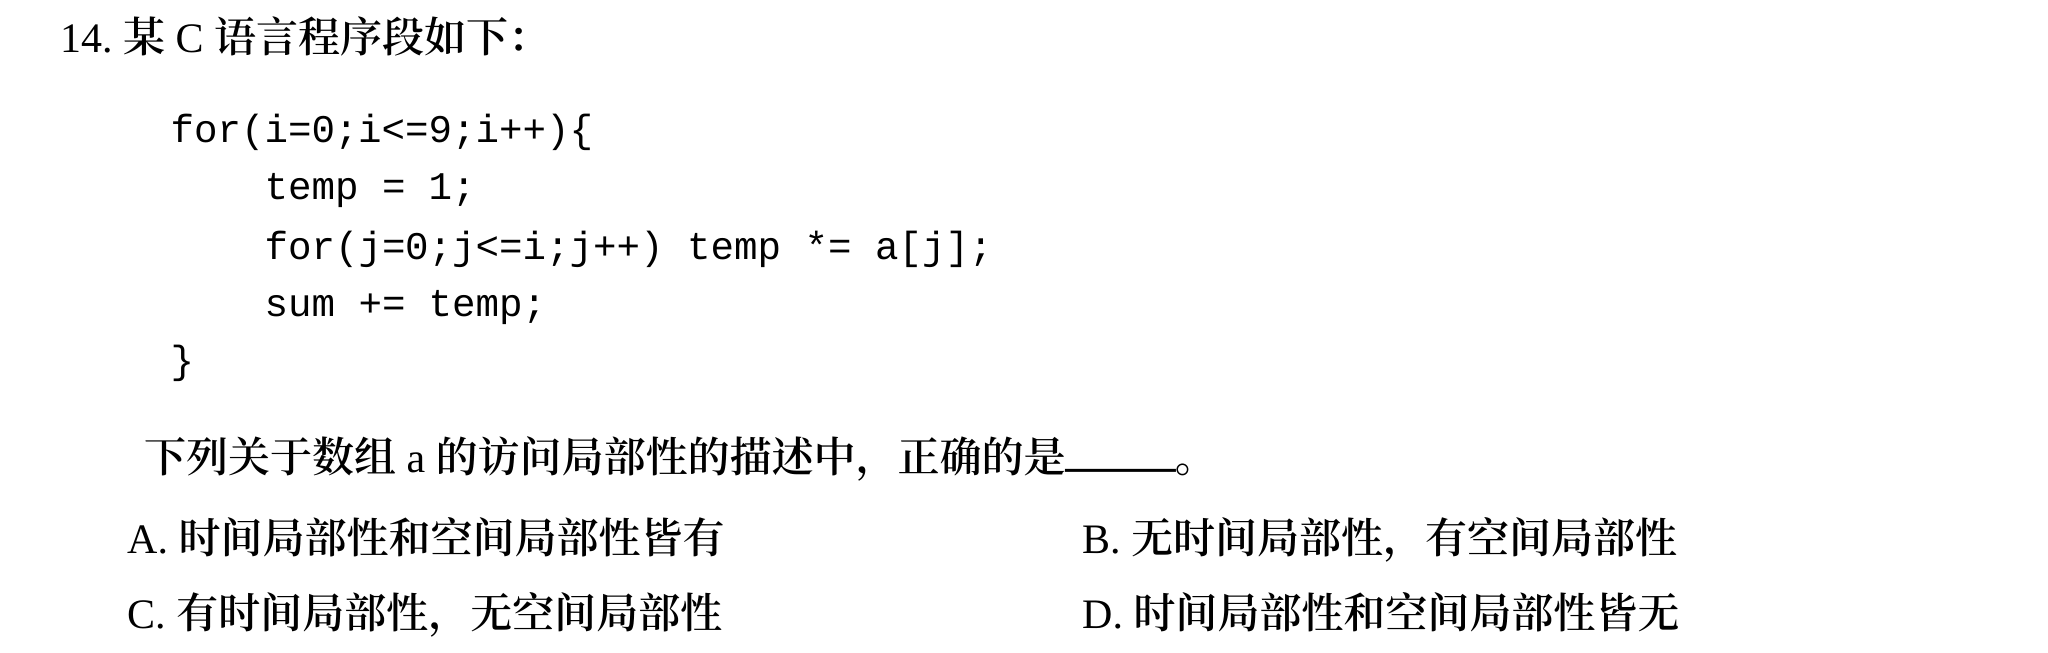 14. 某 C 语言程序段如下：
for(i=0;i<=9;i++){
    temp = 1;
    for(j=0;j<=i;j++) temp *= a[j];
    sum += temp;
}
下列关于数组 a 的访问局部性的描述中，正确的是_____。
A. 时间局部性和空间局部性皆有 B. 无时间局部性，有空间局部性
C. 有时间局部性，无空间局部性 D. 时间局部性和空间局部性皆无